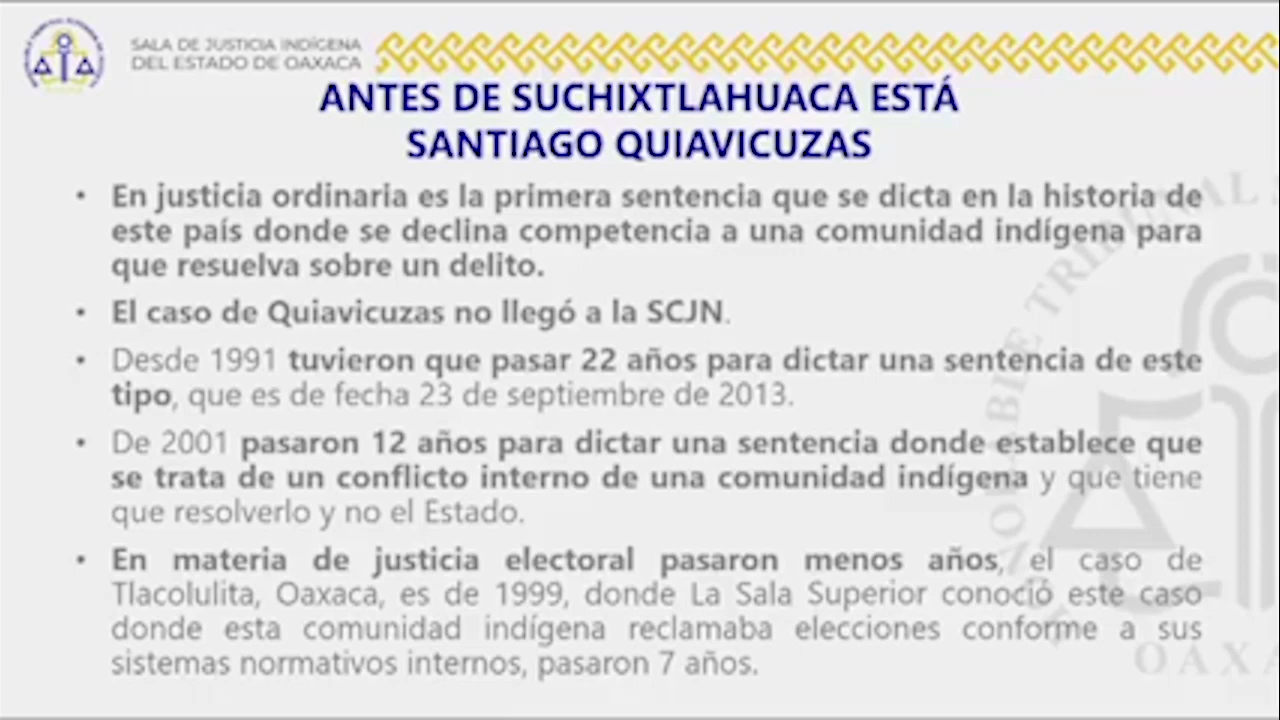 SALA DE JUSTICIA INDÍGENA
DEL ESTADO DE OAXACA
ANTES DE SUCHIXTLAHUACA ESTÁ
SANTIAGO QUIAVICUZAS
• En justicia ordinaria es la primera sentencia que se dicta en la historia de
este país donde se declina competencia a una comunidad indígena para
que resuelva sobre un delito.
• El caso de Quiavicuzas no llegó a la SCJN.
• Desde 1991 tuvieron que pasar 22 años para dictar una sentencia de este
tipo, que es de fecha 23 de septiembre de 2013.
• De 2001 pasaron 12 años para dictar una sentencia donde establece que
se trata de un conflicto interno de una comunidad indígena y que tiene
que resolverlo y no el Estado.
• En materia de justicia electoral pasaron menos años, el caso de
Tlacolulita, Oaxaca, es de 1999, donde La Sala Superior conoció este caso
donde esta comunidad indígena reclamaba elecciones conforme a sus
sistemas normativos internos, pasaron 7 años.
TRIBUNAL